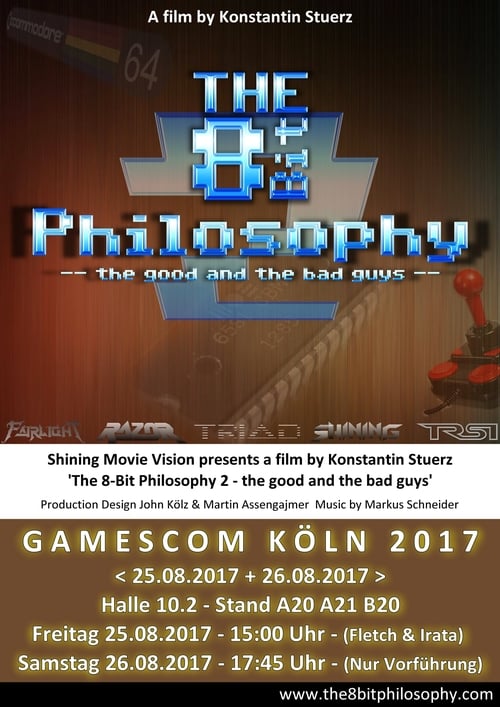 A film by Konstantin Stuerz
commodore
64
THE
8 BIT
Philosophy
-- the good and the bad guys --
FAIRLIGHT RAZOR TRIAD SHINING TRSI
Shining Movie Vision presents a film by Konstantin Stuerz
'The 8-Bit Philosophy 2 - the good and the bad guys'
Production Design John Kölz & Martin Assengajmer Music by Markus Schneider
GAMESCOM KÖLN 2017
< 25.08.2017 + 26.08.2017 >
Halle 10.2 - Stand A20 A21 B20
Freitag 25.08.2017 - 15:00 Uhr - (Fletch & Irata)
Samstag 26.08.2017 - 17:45 Uhr - (Nur Vorführung)
www.the8bitphilosophy.com